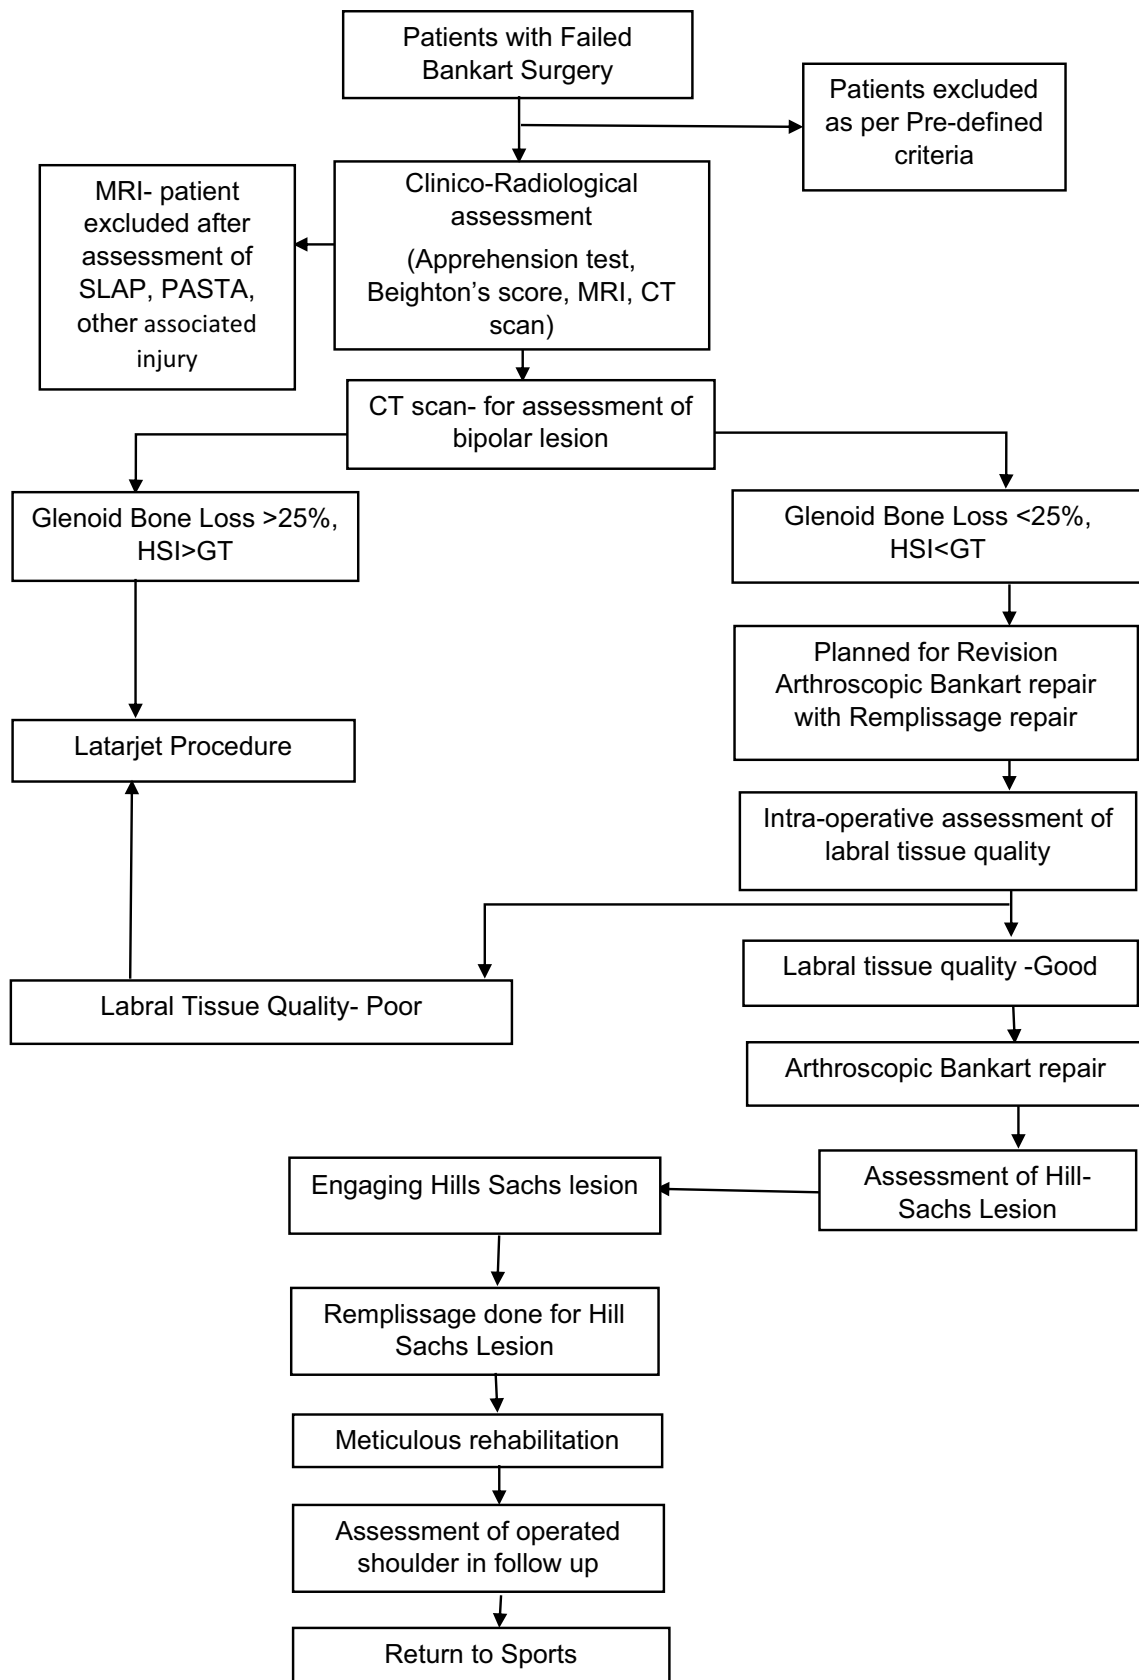 Patients with Failed
Bankart Surgery
Patients excluded
as per Pre-defined
criteria
MRI- patient
excluded after
assessment of
SLAP, PASTA,
other associated
injury
Clinico-Radiological
assessment
(Apprehension test,
Beighton’s score, MRI, CT
scan)
CT scan- for assessment of
bipolar lesion
Glenoid Bone Loss >25%,
HSI>GT
Glenoid Bone Loss <25%,
HSI<GT
Planned for Revision
Arthroscopic Bankart repair
with Remplissage repair
Latarjet Procedure
Intra-operative assessment of
labral tissue quality
Labral tissue quality -Good
Labral Tissue Quality- Poor
Arthroscopic Bankart repair
Assessment of Hill-
Sachs Lesion
Engaging Hills Sachs lesion
Remplissage done for Hill
Sachs Lesion
Meticulous rehabilitation
Assessment of operated
shoulder in follow up
Return to Sports